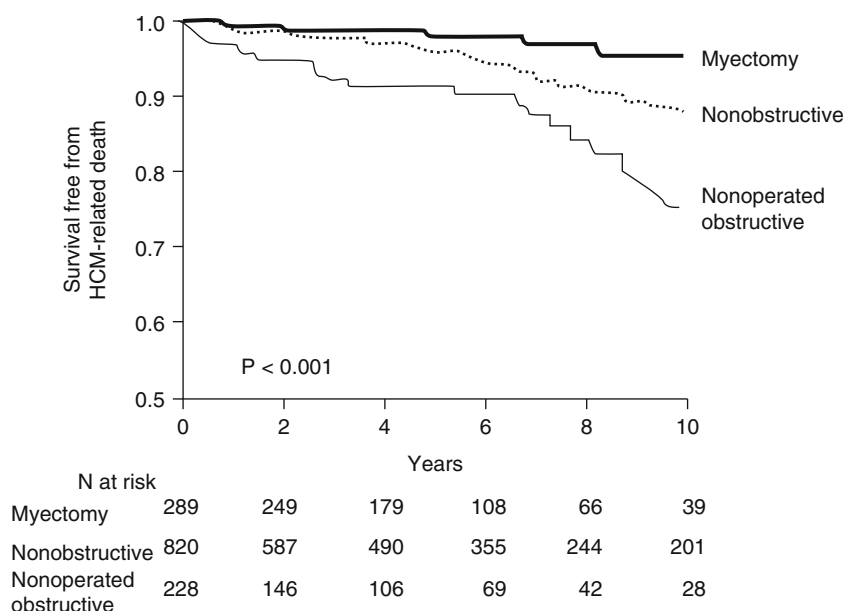 1.0
0.9
0.8
0.7
0.6
0.5
Survival free from
HCM-related death
Myectomy
Nonobstructive
Nonoperated
obstructive
P < 0.001
0 2 4 6 8 10
Years
N at risk
Myectomy 289 249 179 108 66 39
Nonobstructive 820 587 490 355 244 201
Nonoperated
obstructive 228 146 106 69 42 28